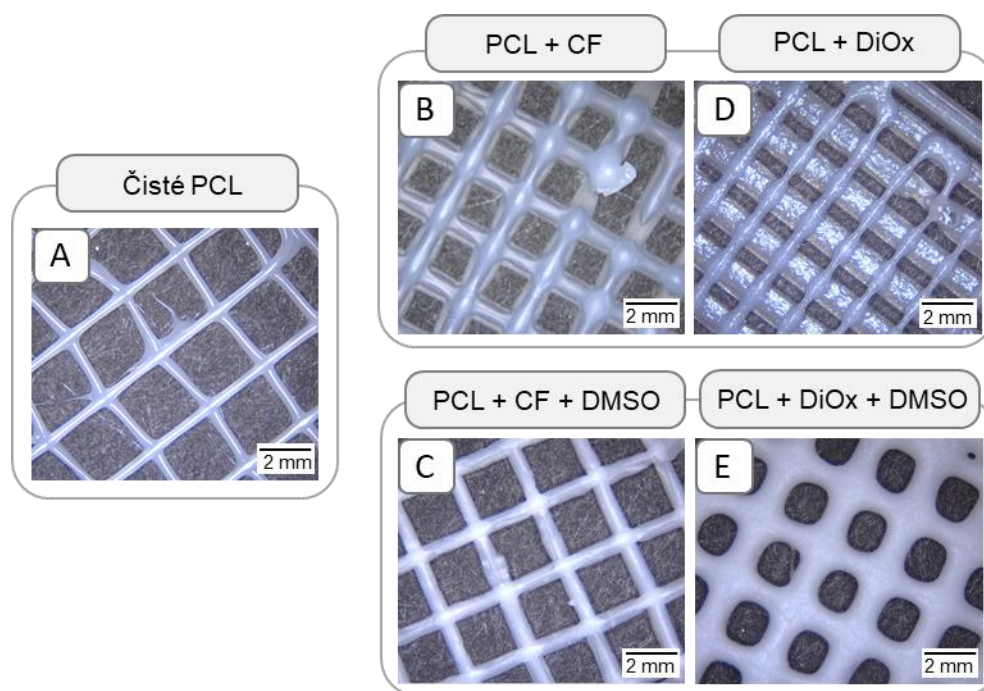 Čisté PCL
A
2 mm
PCL + CF
PCL + DiOx
B
D
2 mm
2 mm
PCL + CF + DMSO
PCL + DiOx + DMSO
C
E
2 mm
2 mm